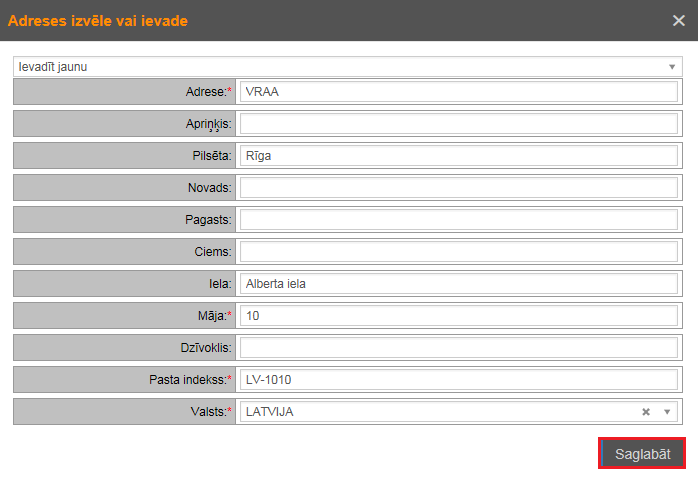 Adreses izvēle vai ievade
Ievadīt jaunu
Adrese:* VRAA
Apriņķis:
Pilsēta: Rīga
Novads:
Pagasts:
Ciems:
Iela: Alberta iela
Māja:* 10
Dzīvoklis:
Pasta indekss:* LV-1010
Valsts:* LATVIJA
Saglabāt